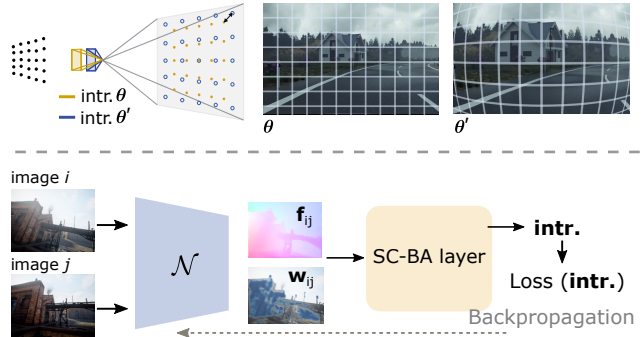 intr. θ
intr. θ′
θ
θ′
image i
image j
𝒩
f_ij
w_ij
SC-BA layer
intr.
Loss (intr.)
Backpropagation